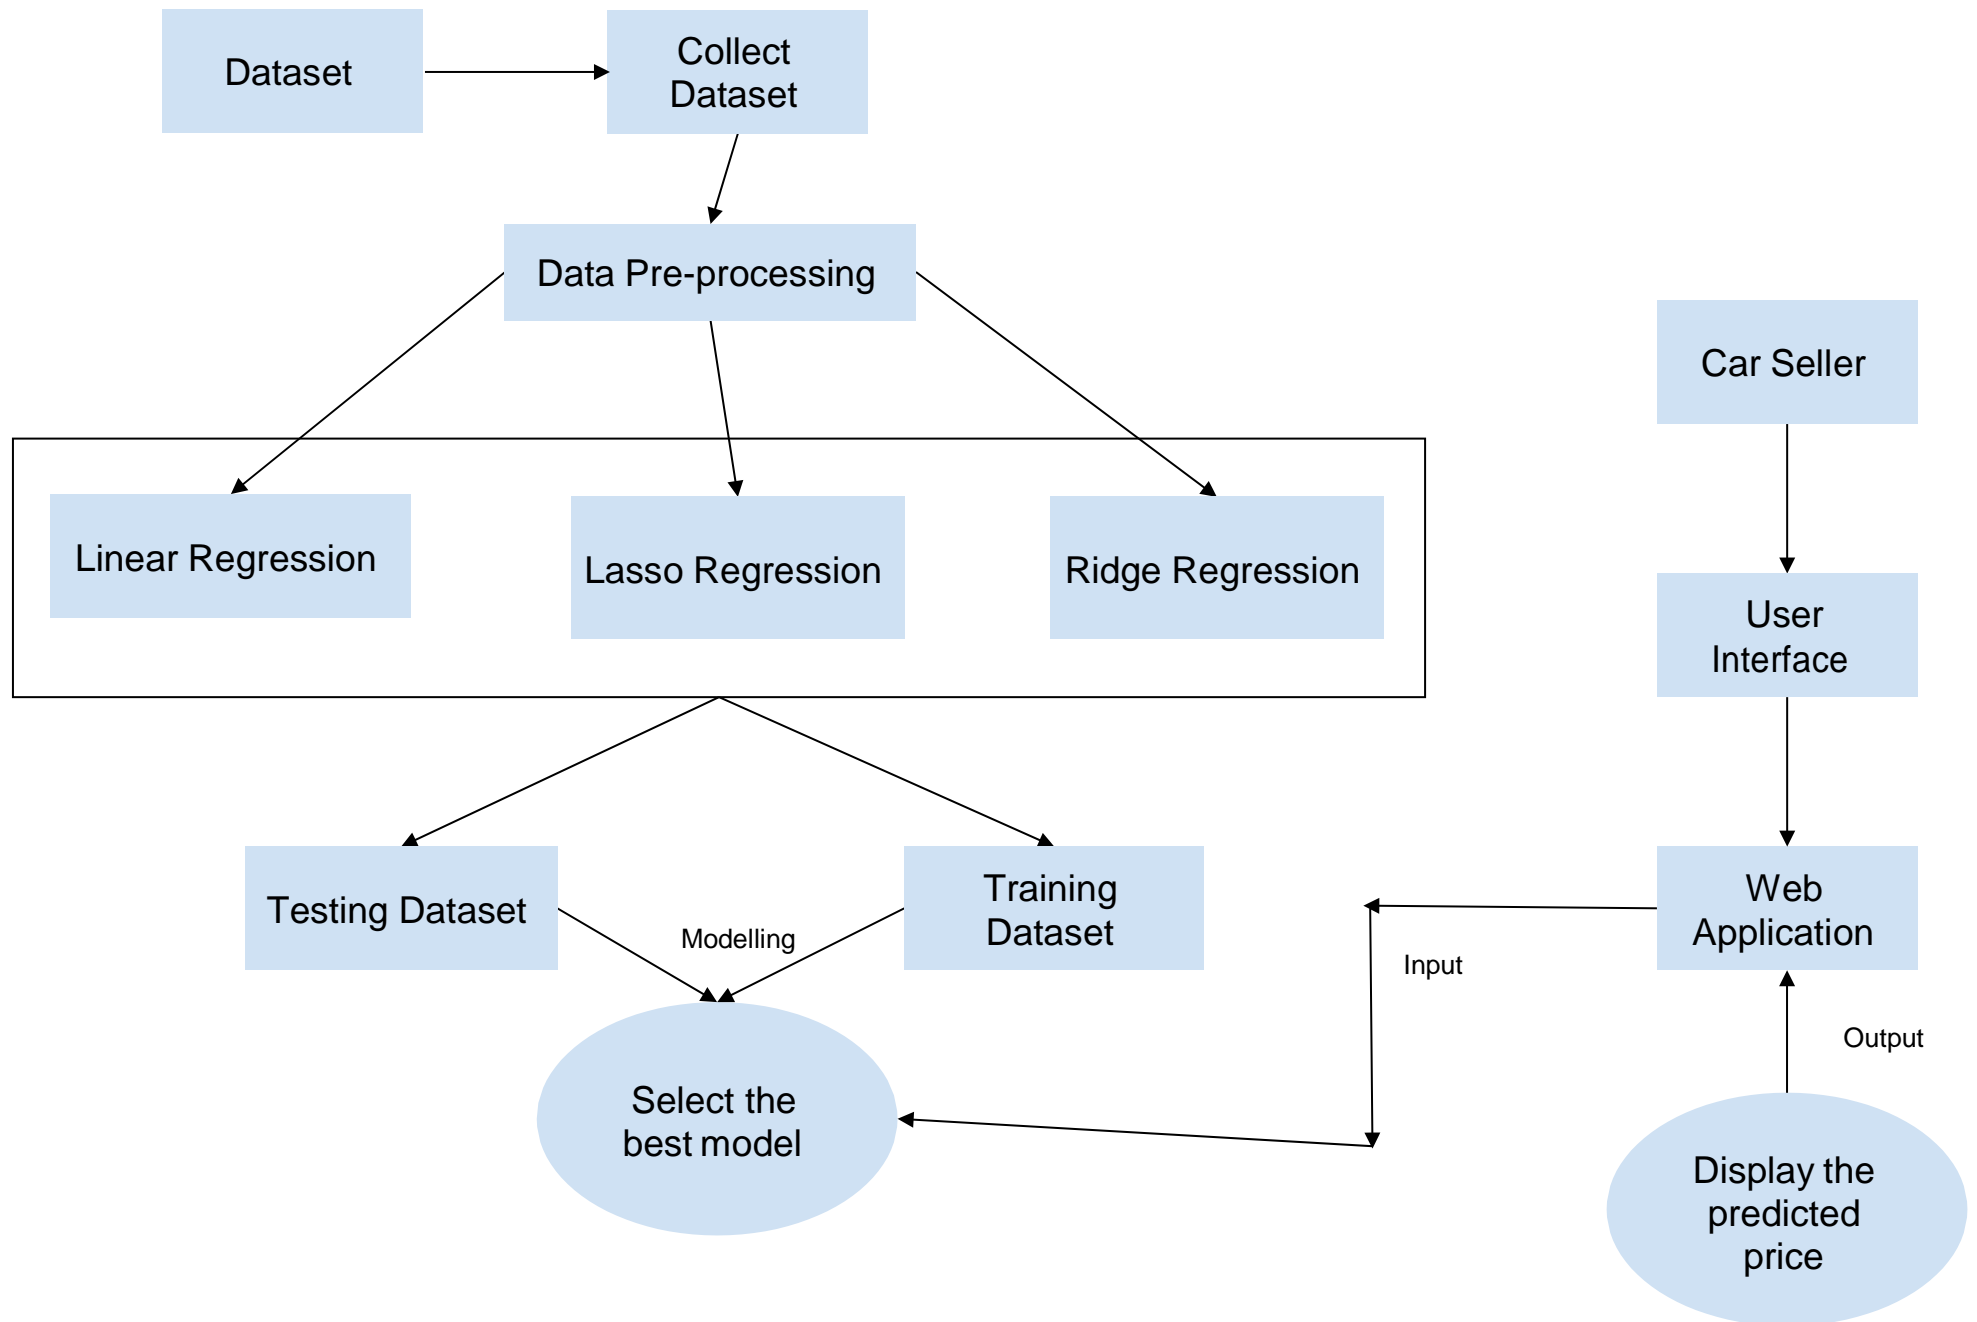 Dataset
Collect
Dataset
Data Pre-processing
Car Seller
Linear Regression
Lasso Regression
Ridge Regression
User
Interface
Testing Dataset
Training
Dataset
Modelling
Web
Application
Input
Output
Select the
best model
Display the
predicted
price